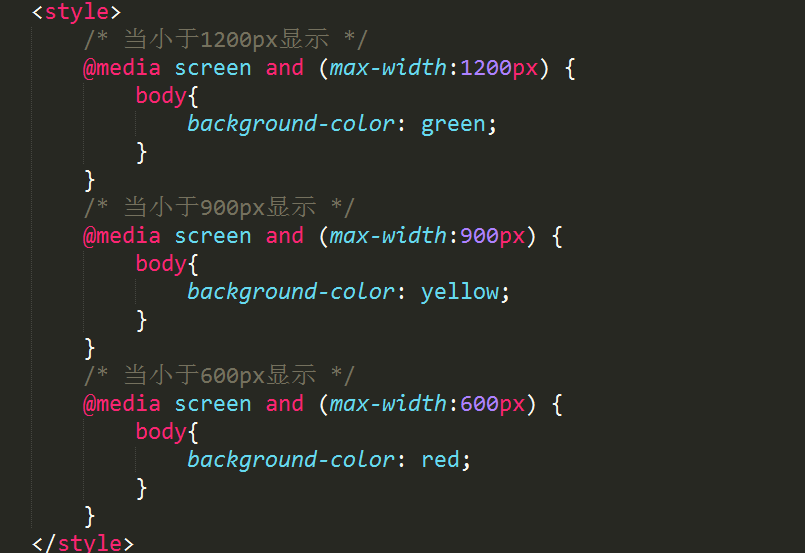 <style>
/* 当小于1200px显示 */
@media screen and (max-width:1200px) {
body{
background-color: green;
}
}
/* 当小于900px显示 */
@media screen and (max-width:900px) {
body{
background-color: yellow;
}
}
/* 当小于600px显示 */
@media screen and (max-width:600px) {
body{
background-color: red;
}
}
</style>